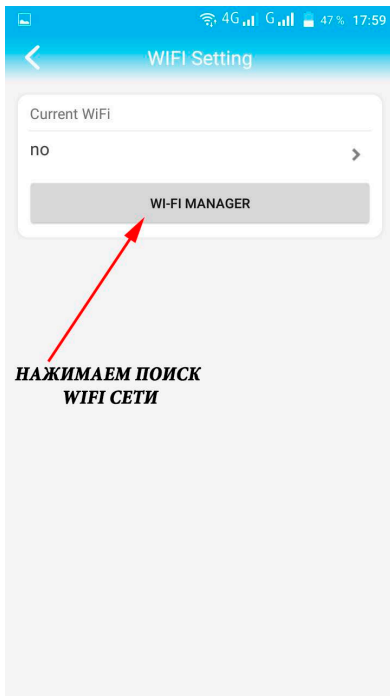 4G G 47 % 17:59
WIFI Setting
Current WiFi
no
WI-FI MANAGER
НАЖИМАЕМ ПОИСК
WIFI СЕТИ